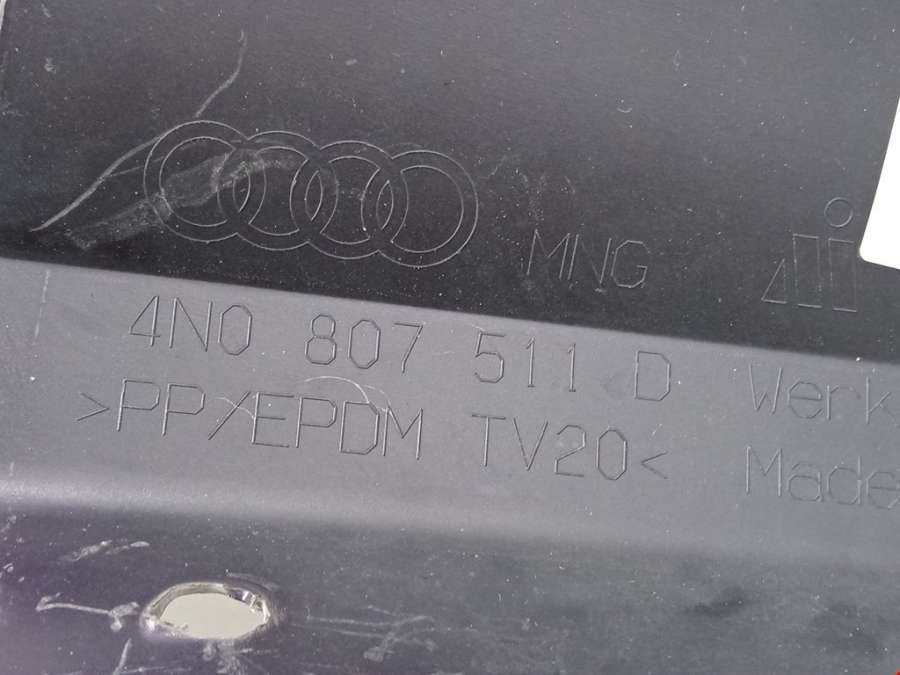 MNG
4N0 807 511 D Werk
>PP/EPDM TV20< Made